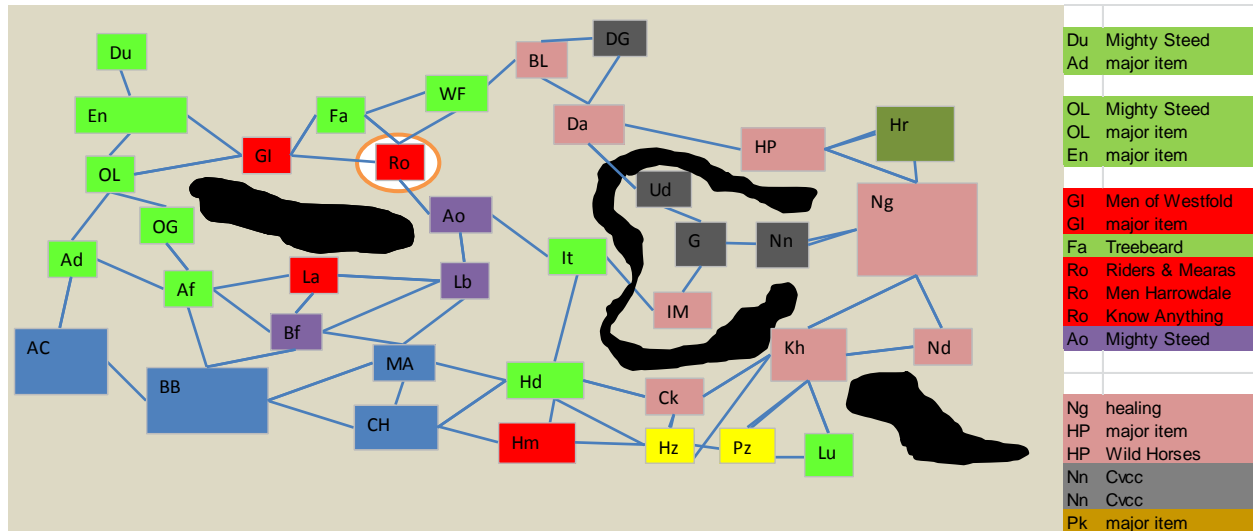 Du
En
OL
Ad
OG
Af
GI
Fa
WF
Ro
BL
DG
Da
HP
Hr
Ng
Ud
G
Nn
Ao
It
IM
La
Lb
Bf
AC
BB
MA
CH
Hd
Hm
Ck
Kh
Nd
Hz
Pz
Lu
Du Mighty Steed
Ad major item
OL Mighty Steed
OL major item
En major item
GI Men of Westfold
GI major item
Fa Treebeard
Ro Riders & Mearas
Ro Men Harrowdale
Ro Know Anything
Ao Mighty Steed
Ng healing
HP major item
HP Wild Horses
Nn Cvcc
Nn Cvcc
Pk major item